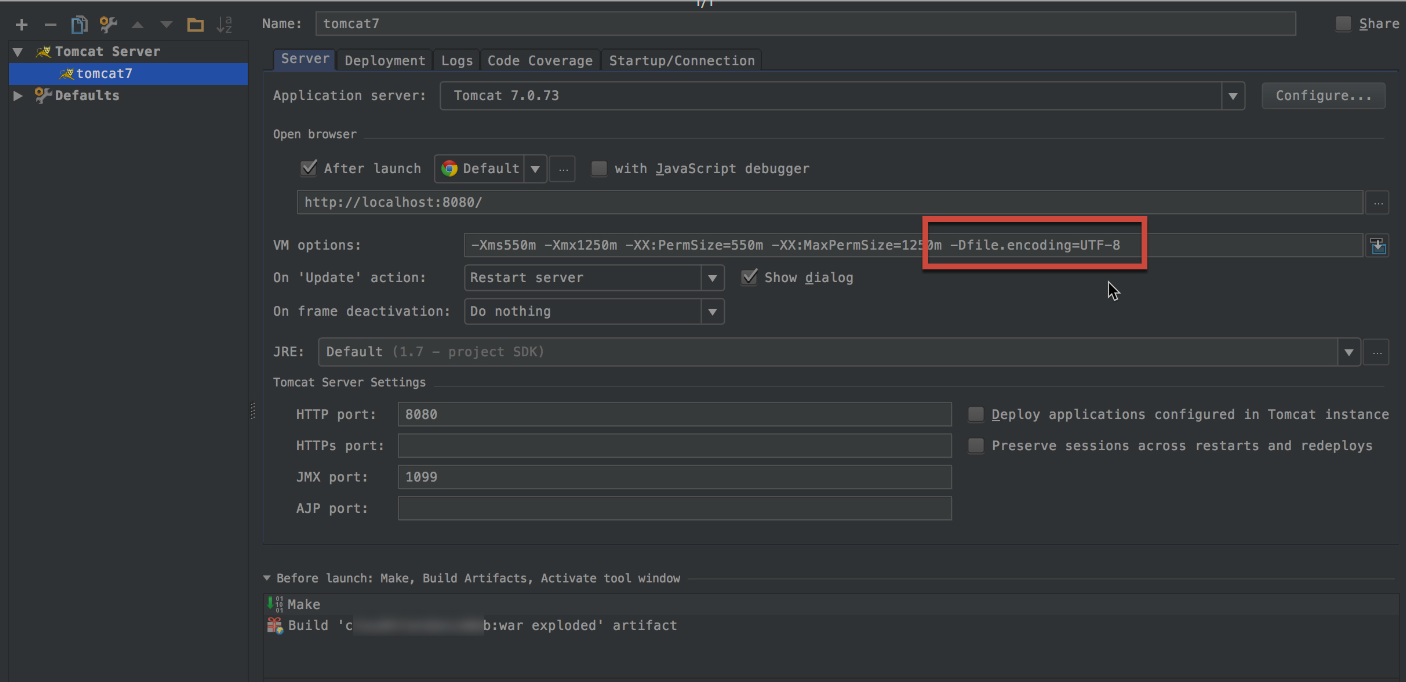 Name: tomcat7 Share
Tomcat Server
tomcat7
Defaults
Server Deployment Logs Code Coverage Startup/Connection
Application server: Tomcat 7.0.73 Configure...
Open browser
After launch Default ... with JavaScript debugger
http://localhost:8080/ ...
VM options: -Xms550m -Xmx1250m -XX:PermSize=550m -XX:MaxPermSize=1250m -Dfile.encoding=UTF-8
On 'Update' action: Restart server Show dialog
On frame deactivation: Do nothing
JRE: Default (1.7 - project SDK) ...
Tomcat Server Settings
HTTP port: 8080 Deploy applications configured in Tomcat instance
HTTPs port: Preserve sessions across restarts and redeploys
JMX port: 1099
AJP port:
Before launch: Make, Build Artifacts, Activate tool window
Make
Build 'c b:war exploded' artifact